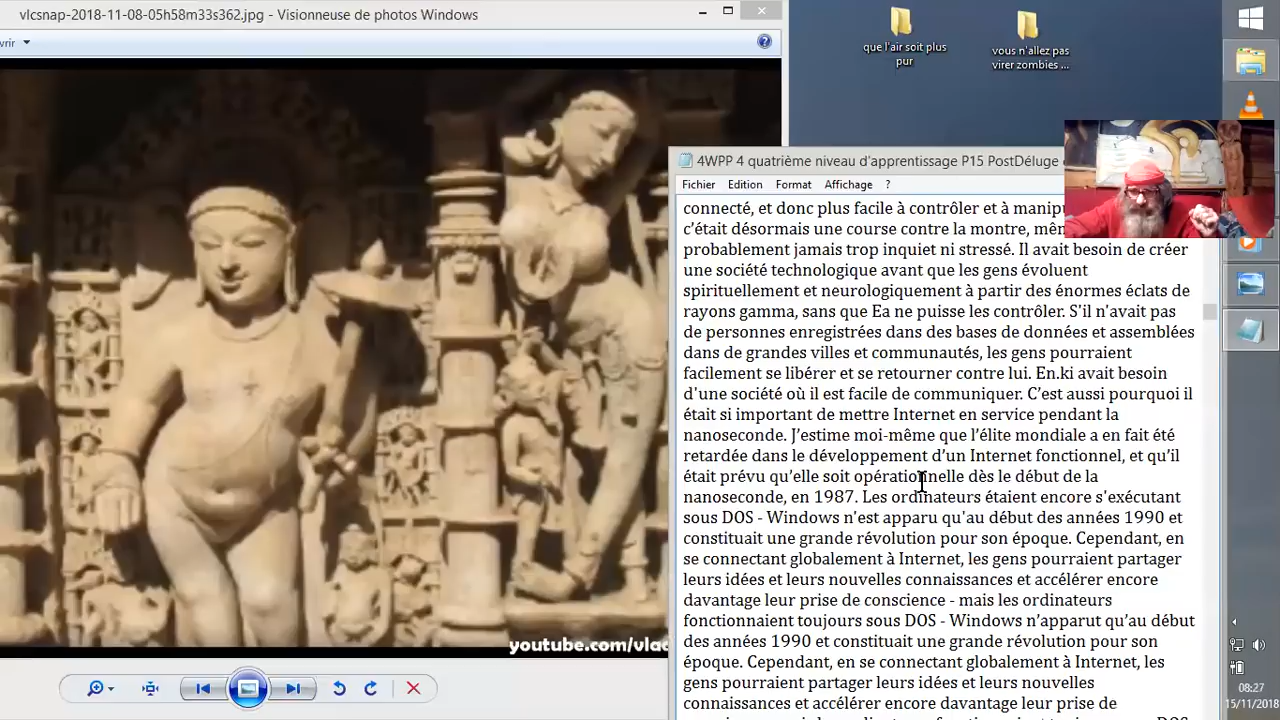 vlcsnap-2018-11-08-05h58m33s362.jpg - Visionneuse de photos Windows
vrir
que l'air soit plus
pur
vous n'allez pas
virer zombies ...
4WPP 4 quatrième niveau d'apprentissage P15 PostDéluge
Fichier Edition Format Affichage ?
connecté, et donc plus facile à contrôler et à
c’était désormais une course contre la montre,
probablement jamais trop inquiet ni stressé. Il avait besoin de créer
une société technologique avant que les gens évoluent
spirituellement et neurologiquement à partir des énormes éclats de
rayons gamma, sans que Ea ne puisse les contrôler. S'il n'avait pas
de personnes enregistrées dans des bases de données et assemblées
dans de grandes villes et communautés, les gens pourraient
facilement se libérer et se retourner contre lui. En.ki avait besoin
d'une société où il est facile de communiquer. C’est aussi pourquoi il
était si important de mettre Internet en service pendant la
nanoseconde. J’estime moi-même que l’élite mondiale a en fait été
retardée dans le développement d’un Internet fonctionnel, et qu’il
était prévu qu’elle soit opérationnelle dès le début de la
nanoseconde, en 1987. Les ordinateurs étaient encore s'exécutant
sous DOS - Windows n'est apparu qu'au début des années 1990 et
constituait une grande révolution pour son époque. Cependant, en
se connectant globalement à Internet, les gens pourraient partager
leurs idées et leurs nouvelles connaissances et accélérer encore
davantage leur prise de conscience - mais les ordinateurs
fonctionnaient toujours sous DOS - Windows n’apparut qu’au début
des années 1990 et constituait une grande révolution pour son
époque. Cependant, en se connectant globalement à Internet, les
gens pourraient partager leurs idées et leurs nouvelles
connaissances et accélérer encore davantage leur prise de
youtube.com/vlad
08:27
15/11/2018